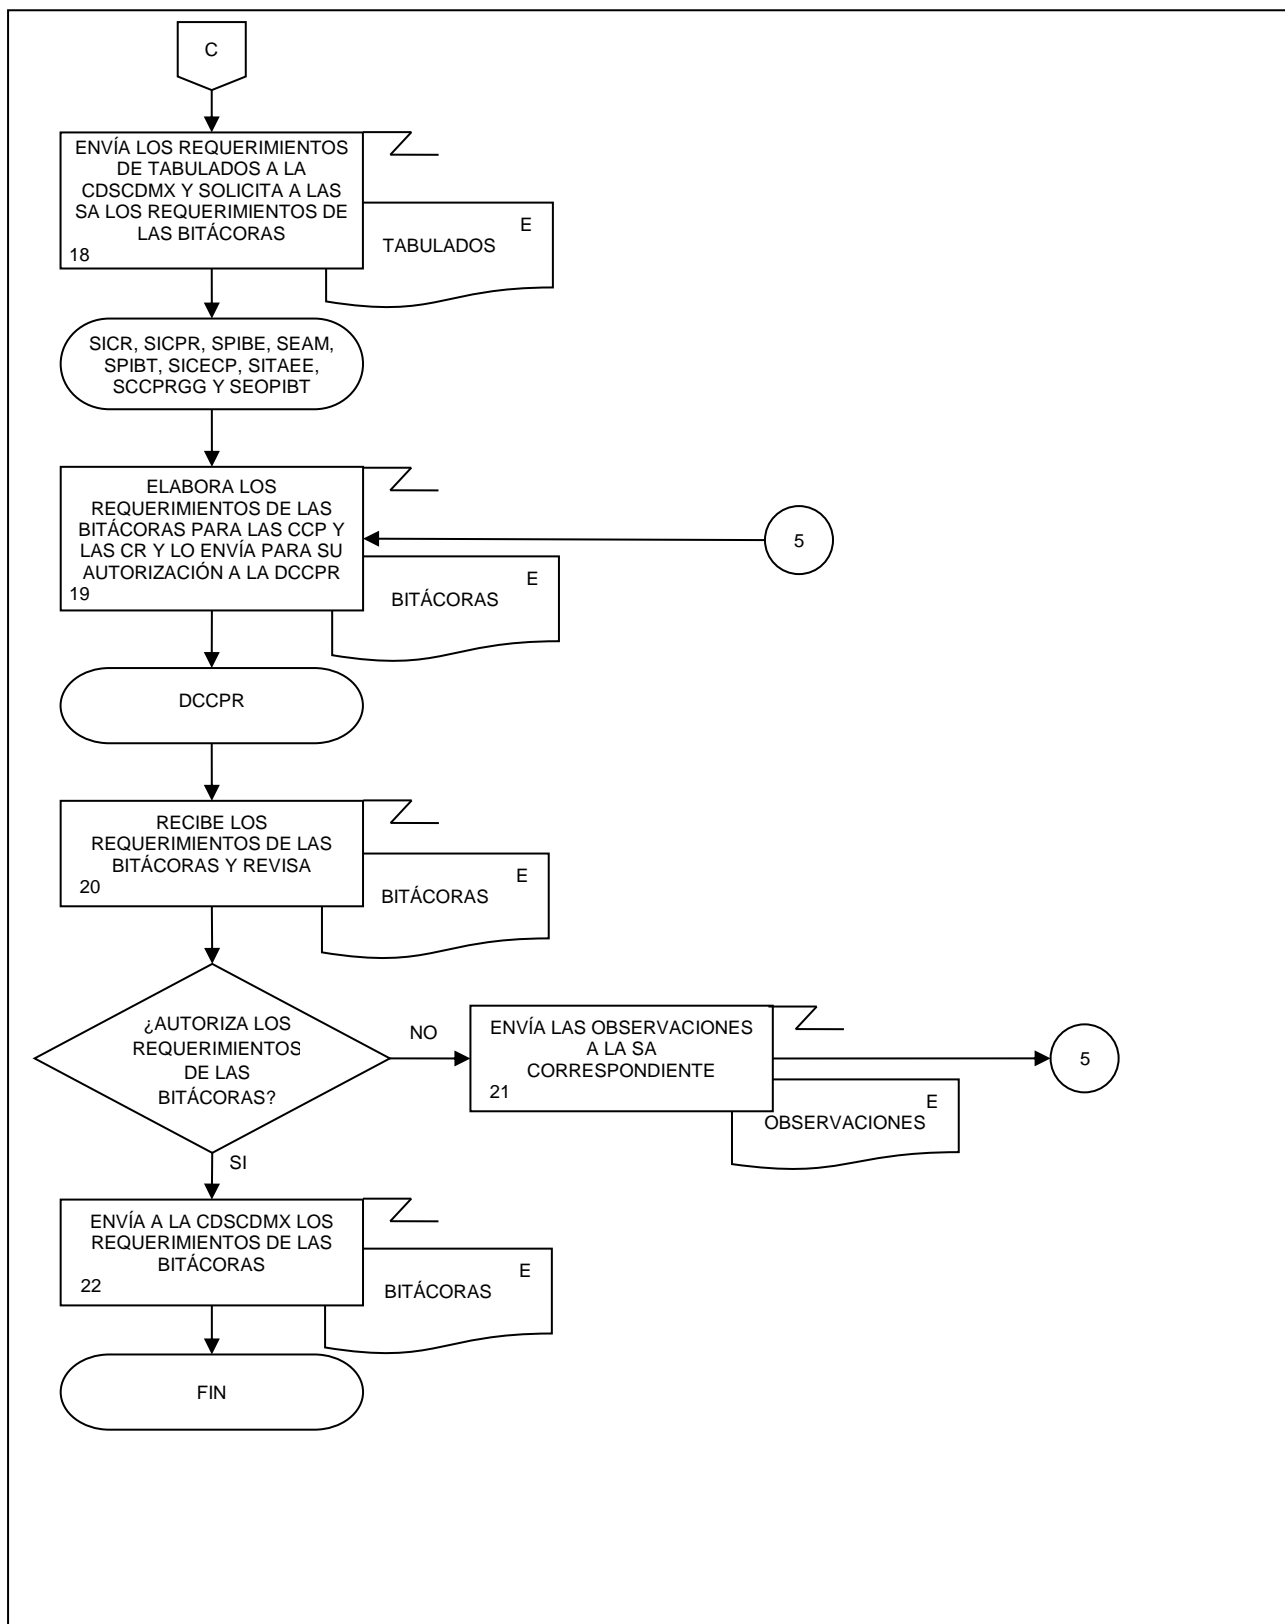 C
ENVÍA LOS REQUERIMIENTOS
DE TABULADOS A LA
CDSCDMX Y SOLICITA A LAS
SA LOS REQUERIMIENTOS DE
LAS BITÁCORAS
18
E
TABULADOS
SICR, SICPR, SPIBE, SEAM,
SPIBT, SICECP, SITAEE,
SCCPRGG Y SEOPIBT
ELABORA LOS
REQUERIMIENTOS DE LAS
BITÁCORAS PARA LAS CCP Y
LAS CR Y LO ENVÍA PARA SU
AUTORIZACIÓN A LA DCCPR
19
5
E
BITÁCORAS
DCCPR
RECIBE LOS
REQUERIMIENTOS DE LAS
BITÁCORAS Y REVISA
20
E
BITÁCORAS
¿AUTORIZA LOS
REQUERIMIENTOS
DE LAS
BITÁCORAS?
NO
ENVÍA LAS OBSERVACIONES
A LA SA
CORRESPONDIENTE
21
5
E
OBSERVACIONES
SI
ENVÍA A LA CDSCDMX LOS
REQUERIMIENTOS DE LAS
BITÁCORAS
22
E
BITÁCORAS
FIN